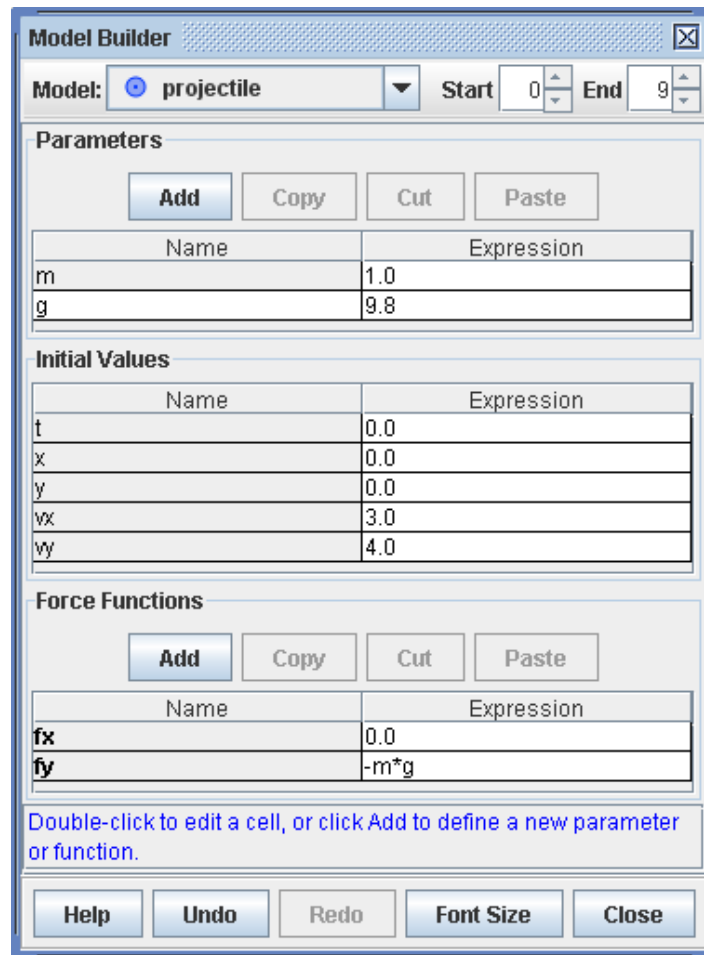 Model Builder
Model: projectile Start 0 End 9
Parameters
Add Copy Cut Paste
Name Expression
m 1.0
g 9.8
Initial Values
Name Expression
t 0.0
x 0.0
y 0.0
vx 3.0
vy 4.0
Force Functions
Add Copy Cut Paste
Name Expression
fx 0.0
fy -m*g
Double-click to edit a cell, or click Add to define a new parameter
or function.
Help Undo Redo Font Size Close